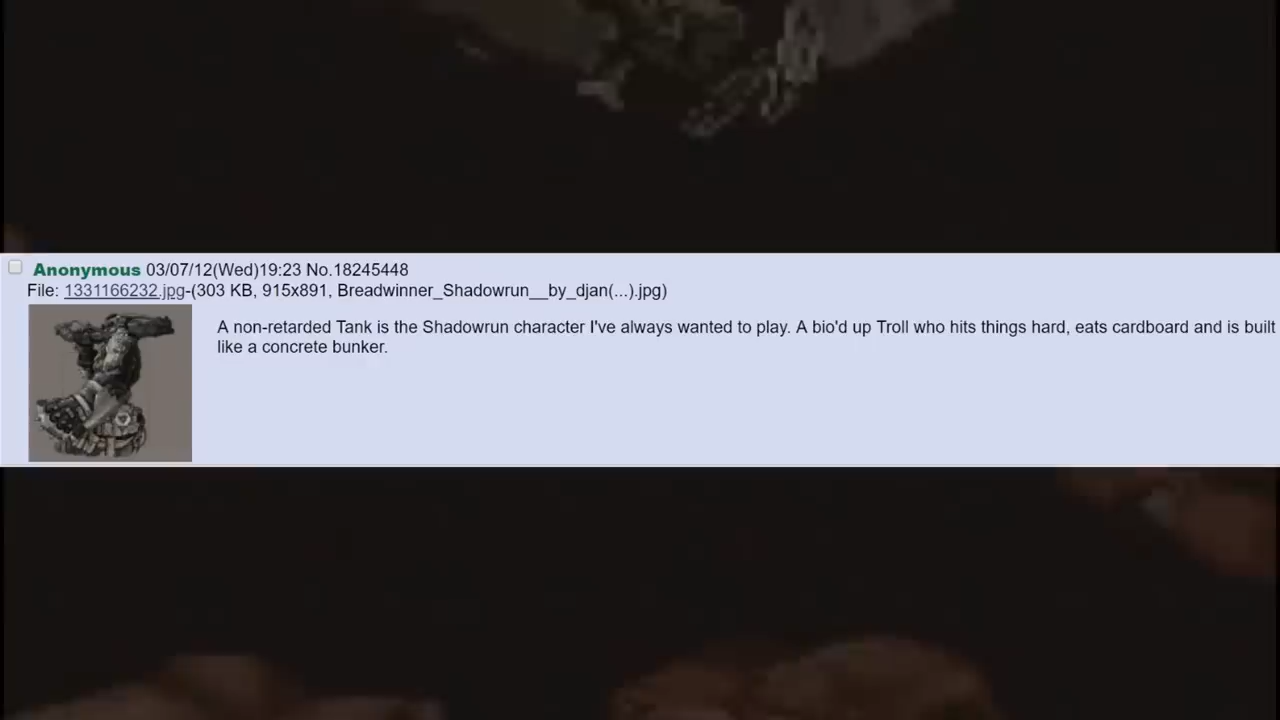 Anonymous 03/07/12(Wed)19:23 No.18245448
File: 1331166232.jpg-(303 KB, 915x891, Breadwinner_Shadowrun__by_djan(...).jpg)
A non-retarded Tank is the Shadowrun character I've always wanted to play. A bio'd up Troll who hits things hard, eats cardboard and is built
like a concrete bunker.